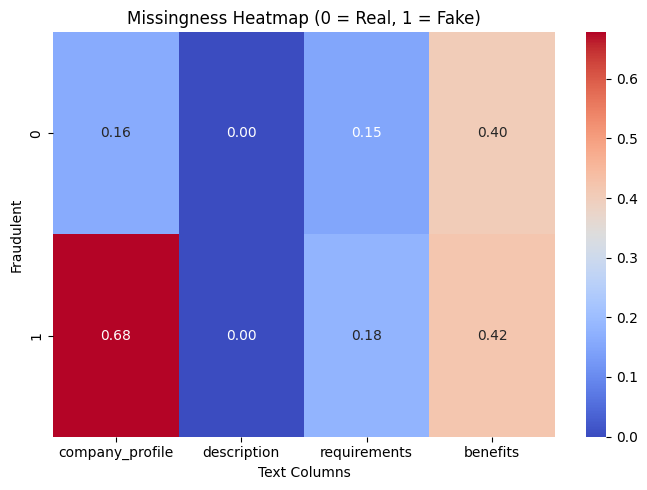 Missingness Heatmap (0 = Real, 1 = Fake)
Fraudulent
0
0.16 0.00 0.15 0.40
1
0.68 0.00 0.18 0.42
company_profile description requirements benefits
Text Columns
0.6
0.5
0.4
0.3
0.2
0.1
0.0